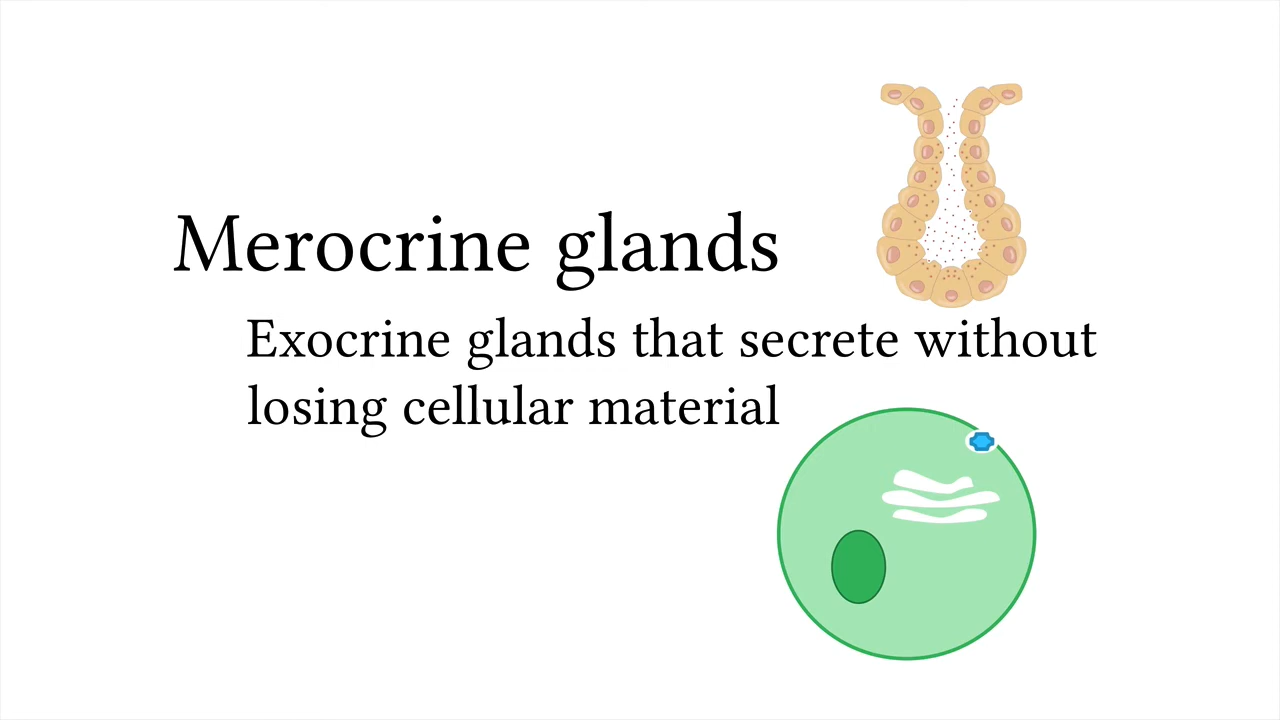 Merocrine glands
Exocrine glands that secrete without
losing cellular material